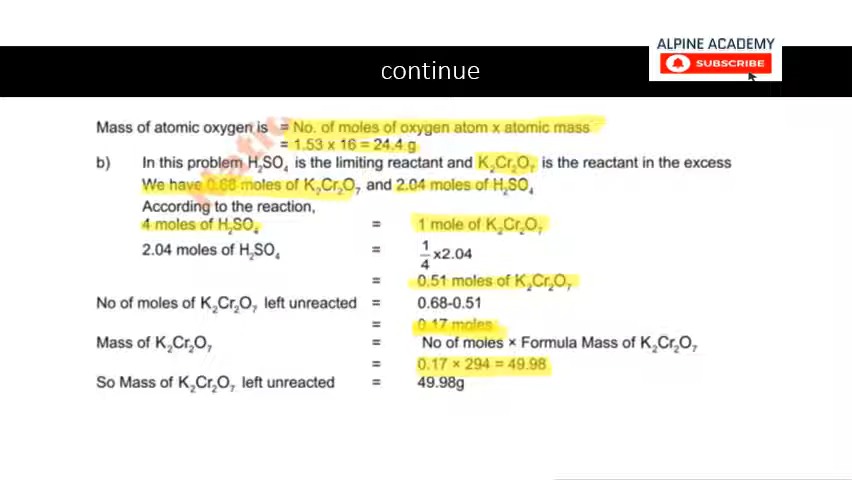 ALPINE ACADEMY
SUBSCRIBE
continue
Mass of atomic oxygen is = No. of moles of oxygen atom x atomic mass
= 1.53 x 16 = 24.4 g
b) In this problem H₂SO₄ is the limiting reactant and K₂Cr₂O₇ is the reactant in the excess
We have 0.68 moles of K₂Cr₂O₇ and 2.04 moles of H₂SO₄
According to the reaction,
4 moles of H₂SO₄ = 1 mole of K₂Cr₂O₇
2.04 moles of H₂SO₄ = 1/4 x2.04
= 0.51 moles of K₂Cr₂O₇
No of moles of K₂Cr₂O₇ left unreacted = 0.68-0.51
= 0.17 moles
Mass of K₂Cr₂O₇ = No of moles × Formula Mass of K₂Cr₂O₇
= 0.17 × 294 = 49.98
So Mass of K₂Cr₂O₇ left unreacted = 49.98g